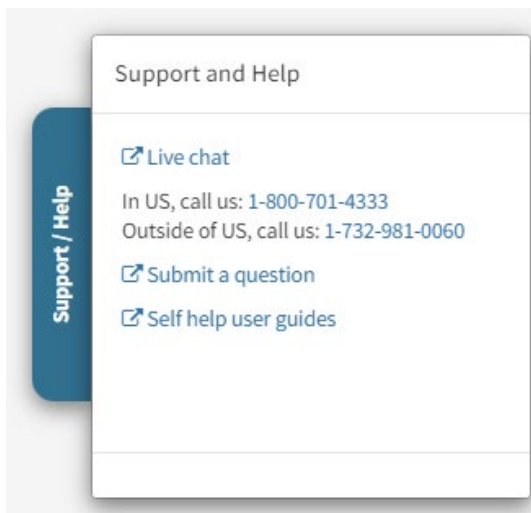 Support and Help
Support / Help
Live chat
In US, call us: 1-800-701-4333
Outside of US, call us: 1-732-981-0060
Submit a question
Self help user guides